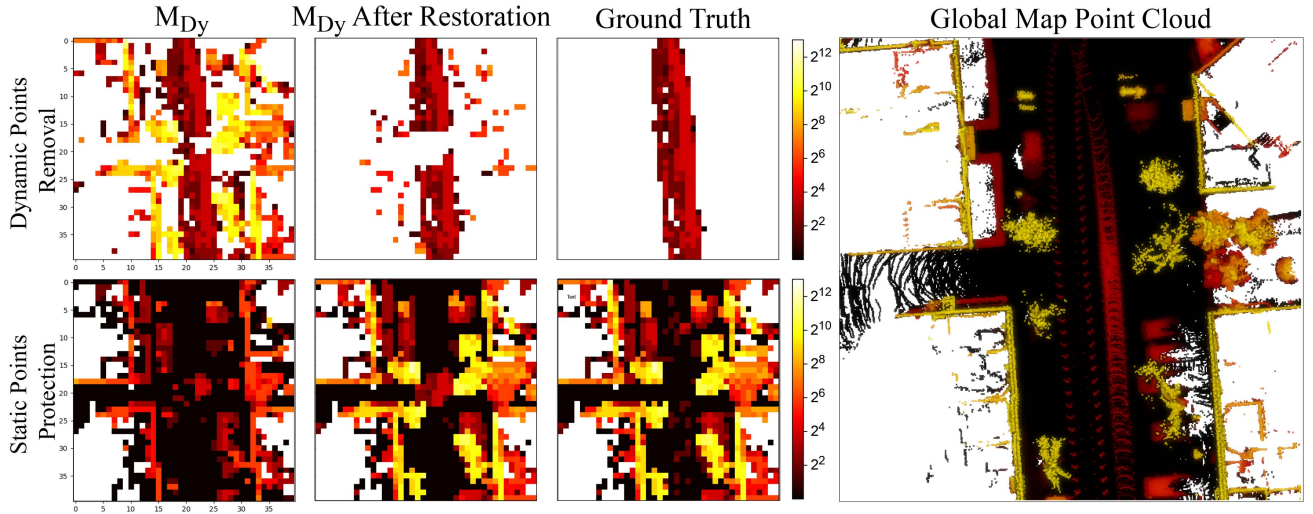 M_Dy
M_Dy After Restoration
Ground Truth
Global Map Point Cloud
Dynamic Points
Removal
0
5
10
15
20
25
30
35
0 5 10 15 20 25 30 35
2^12
2^10
2^8
2^6
2^4
2^2
Static Points
Protection
0
5
10
15
20
25
30
35
0 5 10 15 20 25 30 35
Text
2^12
2^10
2^8
2^6
2^4
2^2